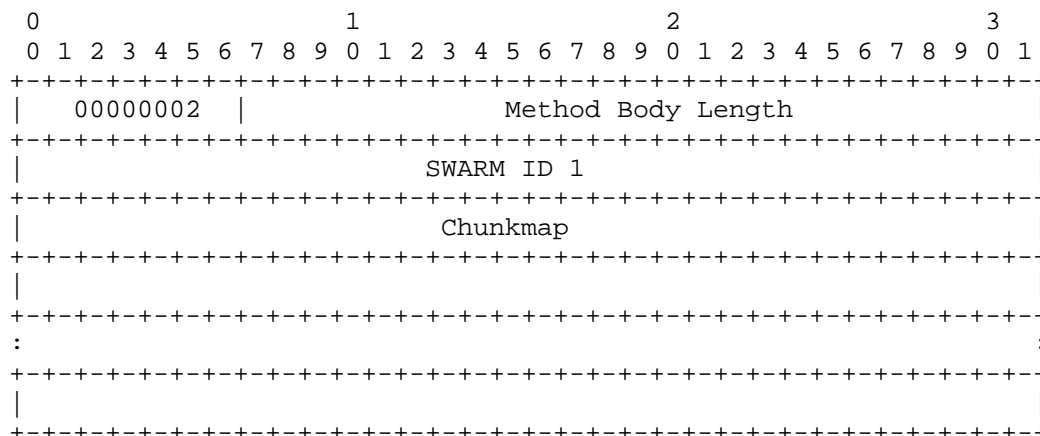 0                   1                   2                   3
0 1 2 3 4 5 6 7 8 9 0 1 2 3 4 5 6 7 8 9 0 1 2 3 4 5 6 7 8 9 0 1
+-+-+-+-+-+-+-+-+-+-+-+-+-+-+-+-+-+-+-+-+-+-+-+-+-+-+-+-+-+-+-+--
|   00000002  |                Method Body Length               |
+-+-+-+-+-+-+-+-+-+-+-+-+-+-+-+-+-+-+-+-+-+-+-+-+-+-+-+-+-+-+-+--
|                         SWARM ID 1                            |
+-+-+-+-+-+-+-+-+-+-+-+-+-+-+-+-+-+-+-+-+-+-+-+-+-+-+-+-+-+-+-+--
|                          Chunkmap                             |
+-+-+-+-+-+-+-+-+-+-+-+-+-+-+-+-+-+-+-+-+-+-+-+-+-+-+-+-+-+-+-+--
|                                                               |
+-+-+-+-+-+-+-+-+-+-+-+-+-+-+-+-+-+-+-+-+-+-+-+-+-+-+-+-+-+-+-+--
:                                                               :
+-+-+-+-+-+-+-+-+-+-+-+-+-+-+-+-+-+-+-+-+-+-+-+-+-+-+-+-+-+-+-+--
|                                                               |
+-+-+-+-+-+-+-+-+-+-+-+-+-+-+-+-+-+-+-+-+-+-+-+-+-+-+-+-+-+-+-+--